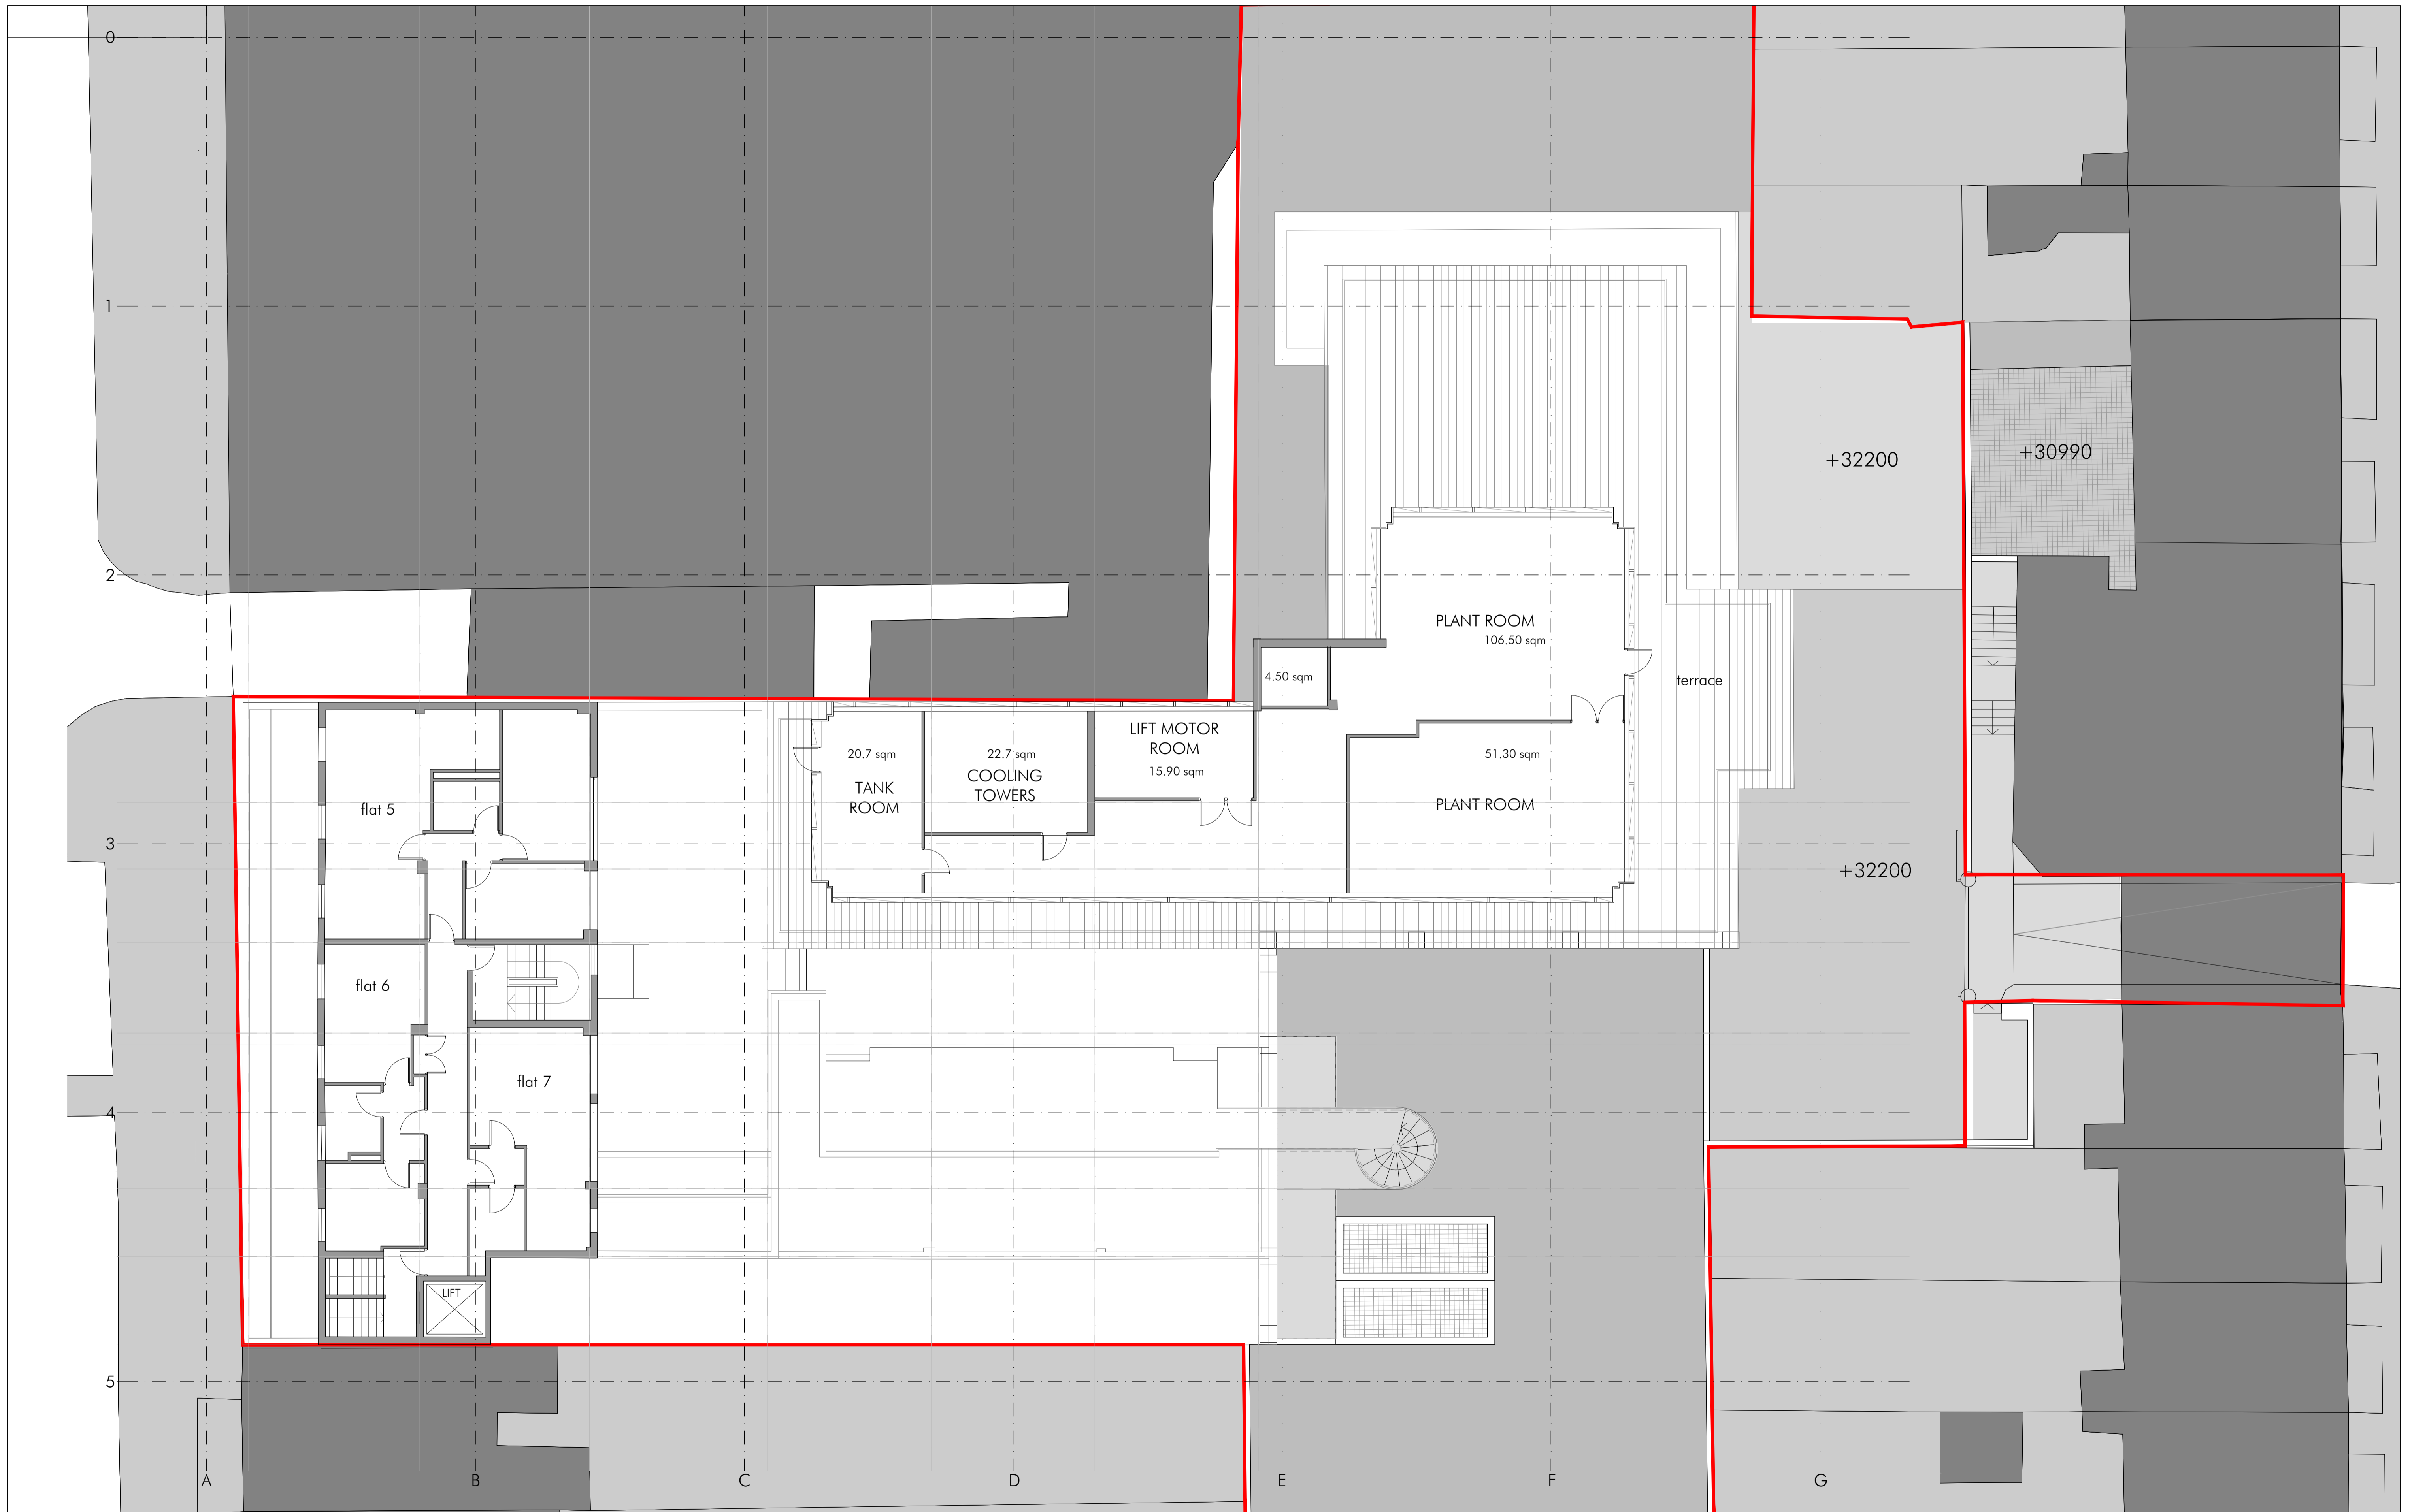 0
1
+32200
+30990
2
PLANT ROOM
106.50 sqm
4.50 sqm
terrace
LIFT MOTOR
ROOM
15.90 sqm
20.7 sqm
TANK
ROOM
22.7 sqm
COOLING
TOWERS
51.30 sqm
PLANT ROOM
flat 5
3
+32200
flat 6
flat 7
4
LIFT
5
A
B
C
D
E
F
G